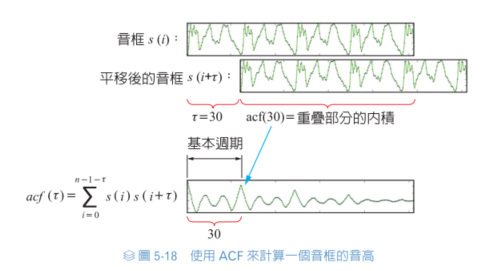 音框 s(i)：
平移後的音框 s(i+τ)：
τ=30 acf(30)=重疊部分的內積
基本週期
acf(τ)=∑_{i=0}^{n−1−τ} s(i)s(i+τ)
30
圖 5-18 使用 ACF 來計算一個音框的音高